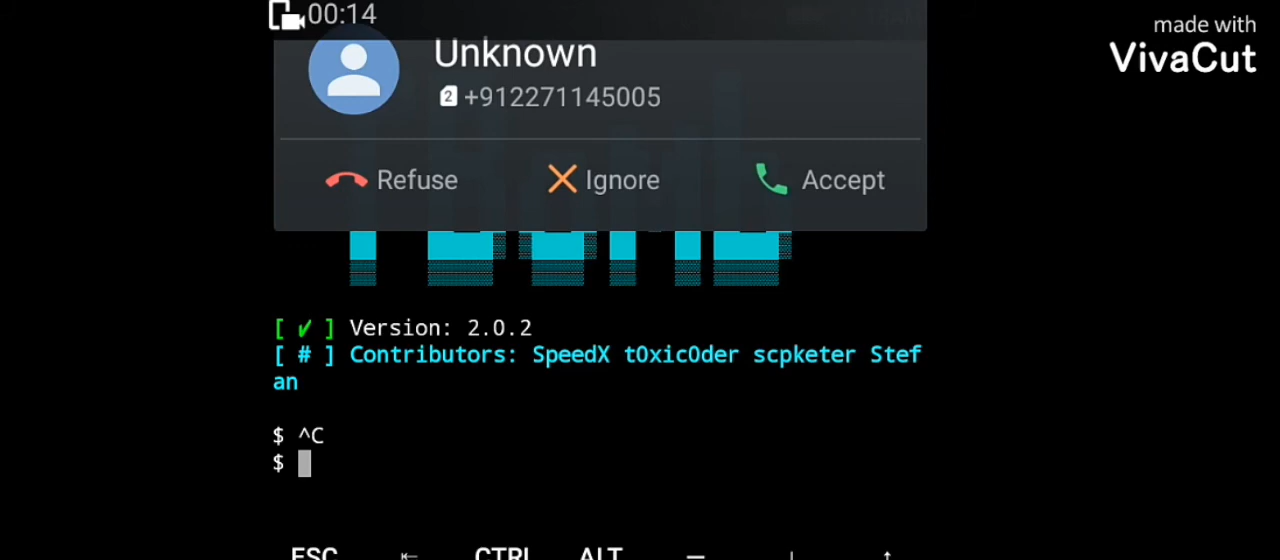 00:14
made with
VivaCut
Unknown
2 +912271145005
Refuse Ignore Accept
[ ✔ ] Version: 2.0.2
[ # ] Contributors: SpeedX t0xic0der scpketer Stef
an
$ ^C
$
ESC ← CTRL ALT – ↓ ↑